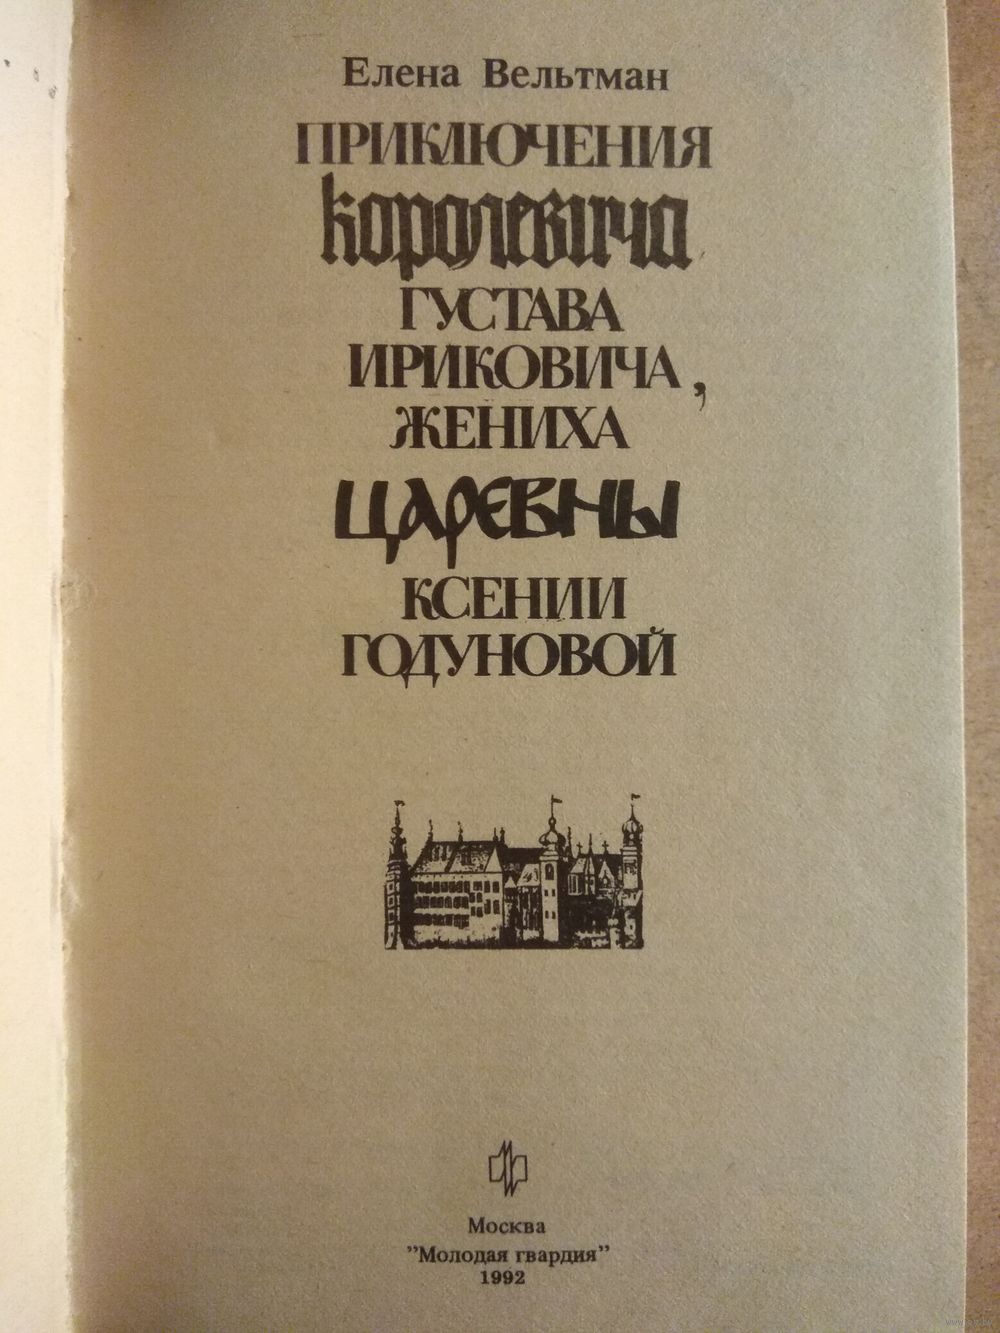 Елена Вельтман
ПРИКЛЮЧЕНИЯ
королевича
ГУСТАВА
ИРИКОВИЧА,
ЖЕНИХА
ЦАРЕВНЫ
КСЕНИИ
ГОДУНОВОЙ
Москва
"Молодая гвардия"
1992